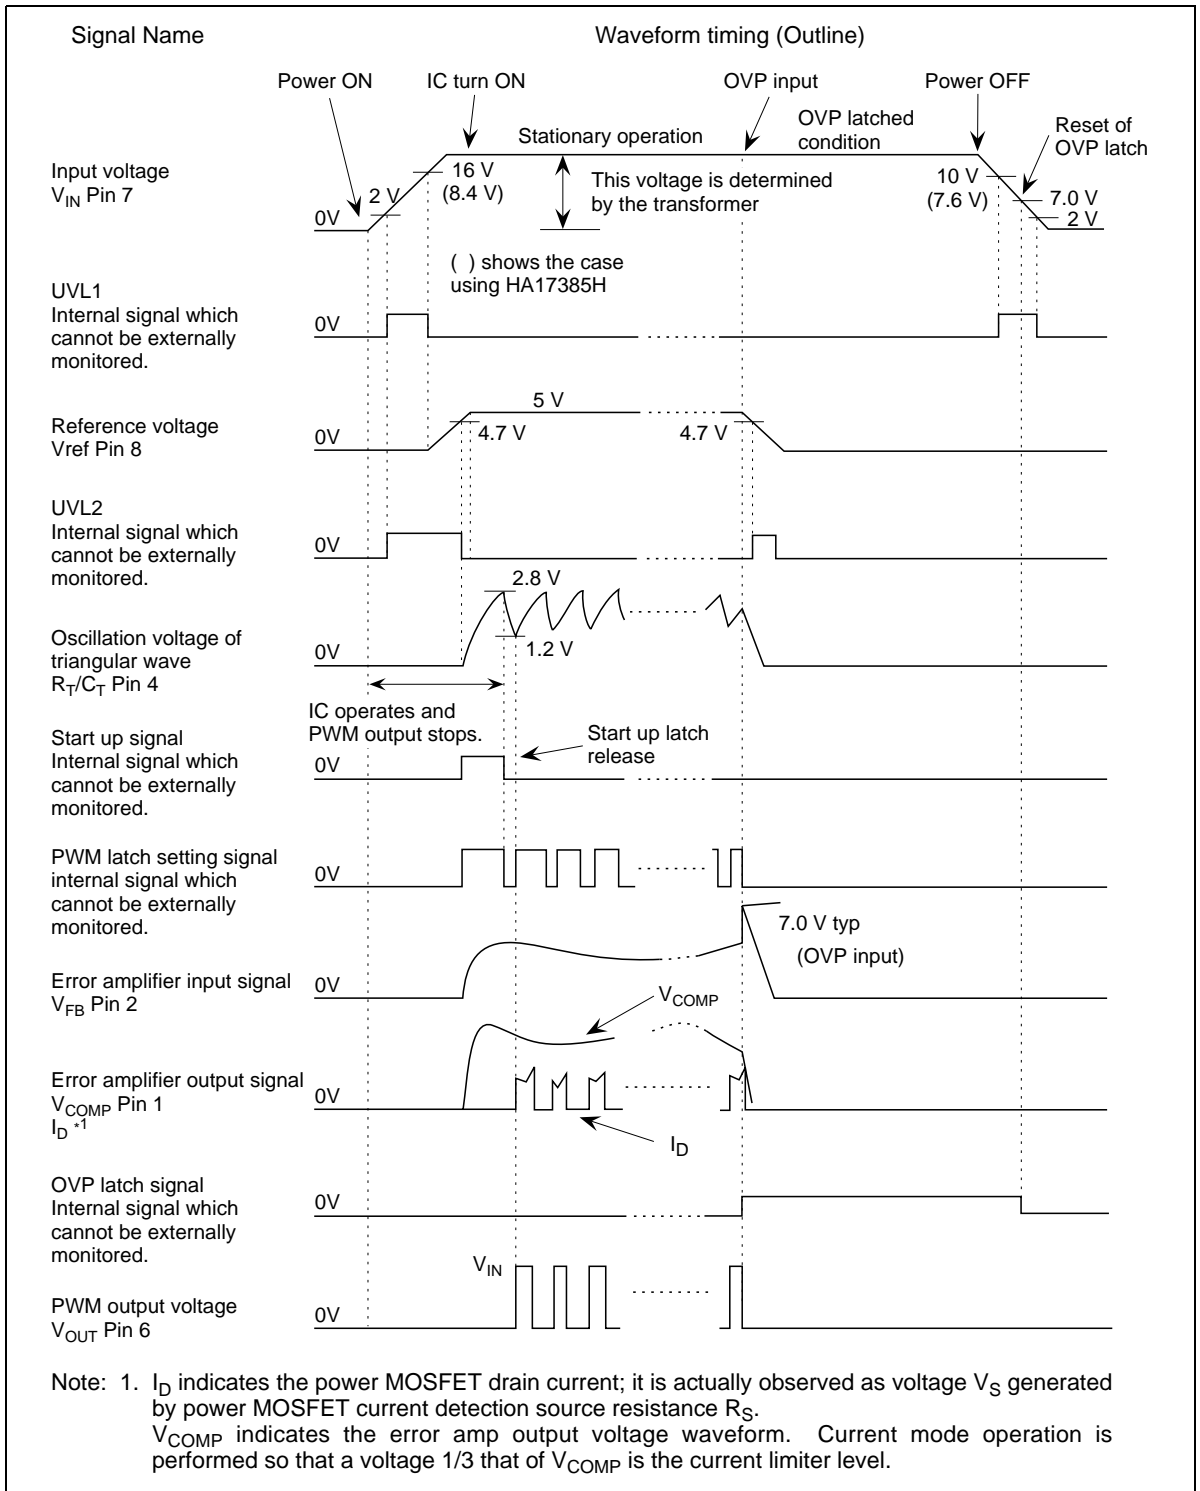 Signal Name
Waveform timing (Outline)
Power ON
IC turn ON
OVP input
Power OFF
Stationary operation
OVP latched
condition
Reset of
OVP latch
Input voltage
VIN Pin 7
0V
2 V
16 V
(8.4 V)
This voltage is determined
by the transformer
10 V
(7.6 V)
7.0 V
2 V
( ) shows the case
using HA17385H
UVL1
Internal signal which
cannot be externally
monitored.
0V
Reference voltage
Vref Pin 8
0V
5 V
4.7 V
4.7 V
UVL2
Internal signal which
cannot be externally
monitored.
0V
2.8 V
1.2 V
Oscillation voltage of
triangular wave
RT/CT Pin 4
0V
IC operates and
PWM output stops.
Start up signal
Internal signal which
cannot be externally
monitored.
0V
Start up latch
release
PWM latch setting signal
internal signal which
cannot be externally
monitored.
0V
7.0 V typ
(OVP input)
Error amplifier input signal
VFB Pin 2
0V
VCOMP
Error amplifier output signal
VCOMP Pin 1
ID *1
0V
ID
OVP latch signal
Internal signal which
cannot be externally
monitored.
0V
VIN
PWM output voltage
VOUT Pin 6
0V
Note: 1. ID indicates the power MOSFET drain current; it is actually observed as voltage VS generated
by power MOSFET current detection source resistance RS.
VCOMP indicates the error amp output voltage waveform. Current mode operation is
performed so that a voltage 1/3 that of VCOMP is the current limiter level.